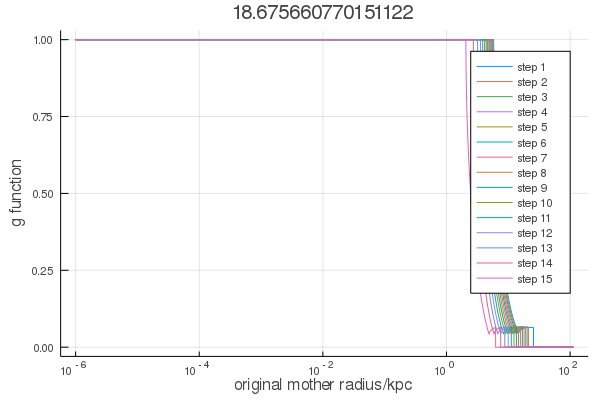 18.675660770151122
1.00
0.75
0.50
0.25
0.00
g function
step 1
step 2
step 3
step 4
step 5
step 6
step 7
step 8
step 9
step 10
step 11
step 12
step 13
step 14
step 15
10⁻⁶ 10⁻⁴ 10⁻² 10⁰ 10²
original mother radius/kpc